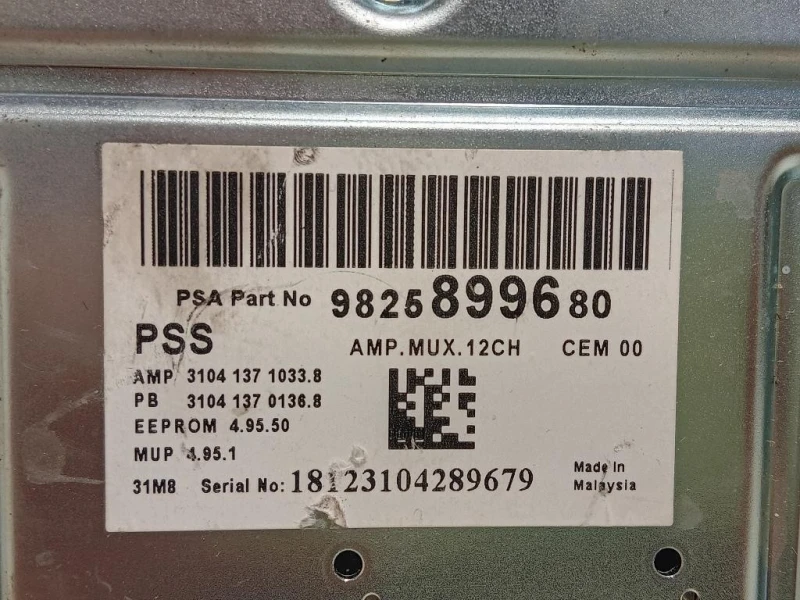 PSA Part No 9825899680
PSS AMP.MUX.12CH CEM 00
AMP 3104 137 1033.8
PB 3104 137 0136.8
EEPROM 4.95.50
MUP 4.95.1
31M8 Serial No: 18123104289679
Made In
Malaysia